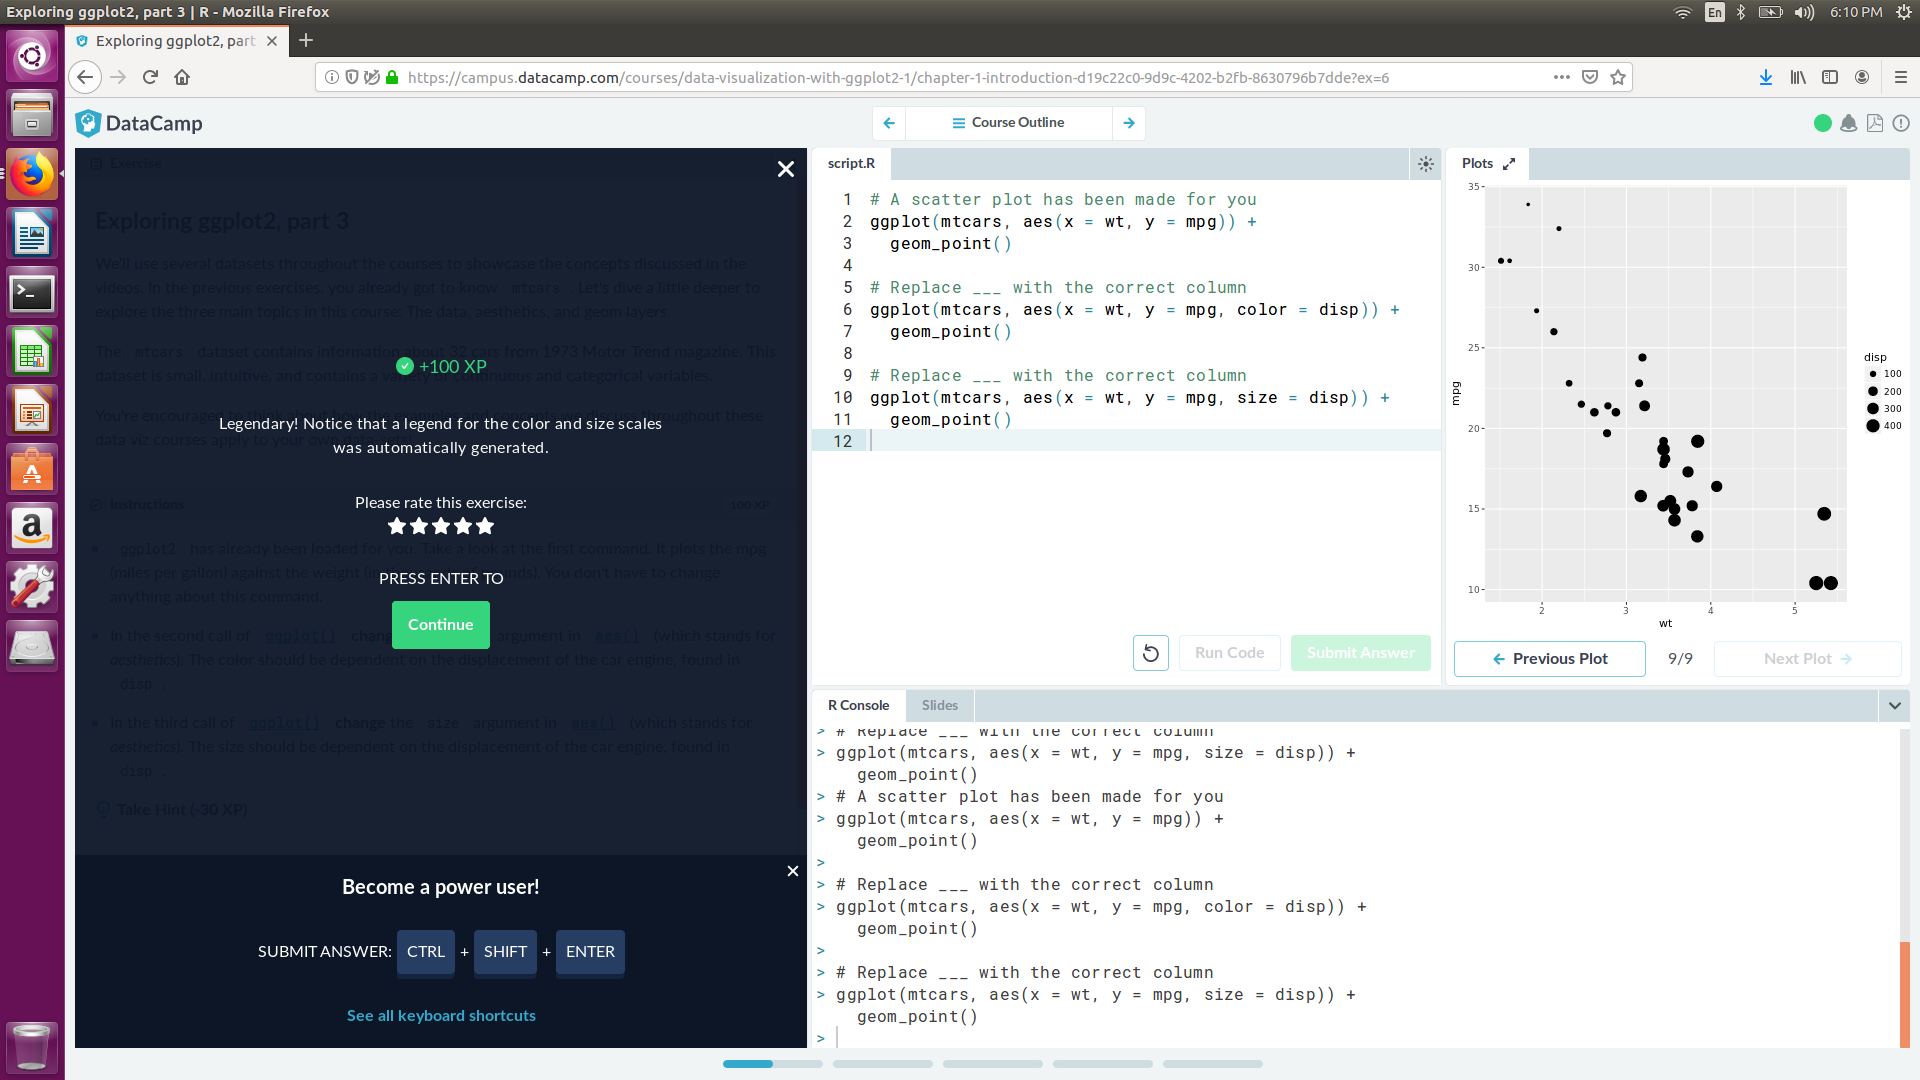 Exploring ggplot2, part 3 | R - Mozilla Firefox
En
6:10 PM
Exploring ggplot2, part
https://campus.datacamp.com/courses/data-visualization-with-ggplot2-1/chapter-1-introduction-d19c22c0-9d9c-4202-b2fb-8630796b7dde?ex=6
DataCamp
Course Outline
Exercise
Exploring ggplot2, part 3
We'll use several datasets throughout the courses to showcase the concepts discussed in the
videos. In the previous exercises, you already got to know mtcars . Let's dive a little deeper to
explore the three main topics in this course: The data, aesthetics, and geom layers.
The mtcars dataset contains information about 32 cars from 1973 Motor Trend magazine. This
dataset is small, intuitive, and contains a variety of continuous and categorical variables.
You're encouraged to think about how the examples and concepts we discuss throughout these
data viz courses apply to your own
+100 XP
Legendary! Notice that a legend for the color and size scales
was automatically generated.
Please rate this exercise:
Instructions
100 XP
ggplot2 has already been loaded for you. Take a look at the first command. It plots the mpg
(miles per gallon) against the weight (in
You don't have to change
anything about this command.
PRESS ENTER TO
Continue
In the second call of ggplot() change
argument in aes() (which stands for
aesthetics). The color should be dependent on the displacement of the car engine, found in
disp .
In the third call of ggplot() change the size argument in aes() (which stands for
aesthetics). The size should be dependent on the displacement of the car engine, found in
disp .
Take Hint (-30 XP)
Become a power user!
SUBMIT ANSWER: CTRL + SHIFT + ENTER
See all keyboard shortcuts
script.R
1 # A scatter plot has been made for you
2 ggplot(mtcars, aes(x = wt, y = mpg)) +
3 geom_point()
4
5 # Replace ___ with the correct column
6 ggplot(mtcars, aes(x = wt, y = mpg, color = disp)) +
7 geom_point()
8
9 # Replace ___ with the correct column
10 ggplot(mtcars, aes(x = wt, y = mpg, size = disp)) +
11 geom_point()
12
Run Code
Submit Answer
Plots
35
30
25
20
15
10
mpg
2 3 4 5
wt
disp
100
200
300
400
Previous Plot
9/9
Next Plot
R Console
Slides
> # Replace ___ with the correct column
> ggplot(mtcars, aes(x = wt, y = mpg, size = disp)) +
geom_point()
> # A scatter plot has been made for you
> ggplot(mtcars, aes(x = wt, y = mpg)) +
geom_point()
>
> # Replace ___ with the correct column
> ggplot(mtcars, aes(x = wt, y = mpg, color = disp)) +
geom_point()
>
> # Replace ___ with the correct column
> ggplot(mtcars, aes(x = wt, y = mpg, size = disp)) +
geom_point()
>